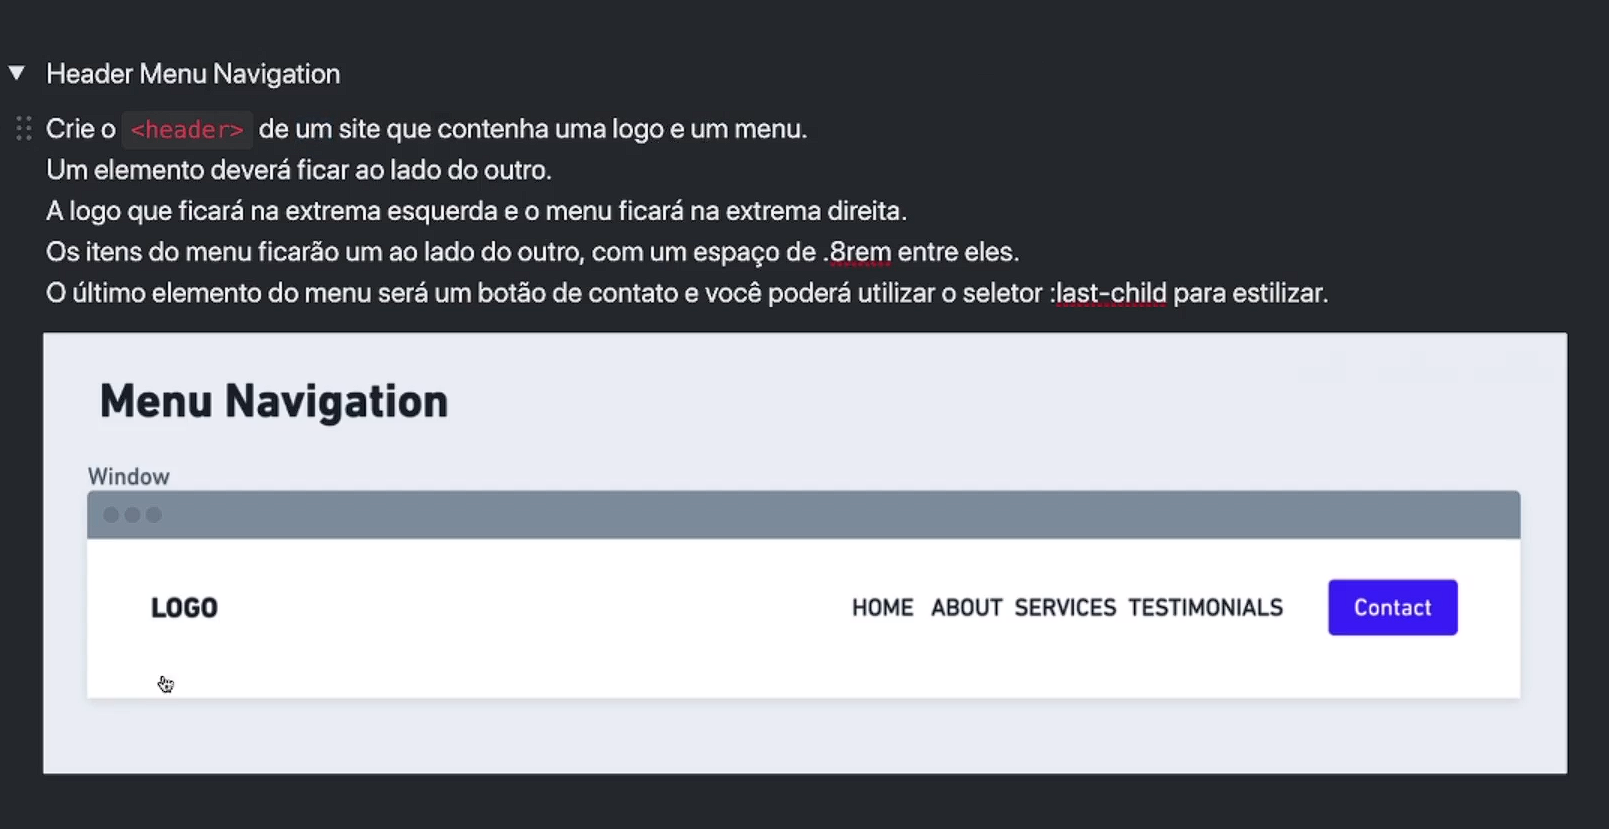 Header Menu Navigation
Crie o <header> de um site que contenha uma logo e um menu.
Um elemento deverá ficar ao lado do outro.
A logo que ficará na extrema esquerda e o menu ficará na extrema direita.
Os itens do menu ficarão um ao lado do outro, com um espaço de .8rem entre eles.
O último elemento do menu será um botão de contato e você poderá utilizar o seletor :last-child para estilizar.
Menu Navigation
Window
LOGO HOME ABOUT SERVICES TESTIMONIALS Contact